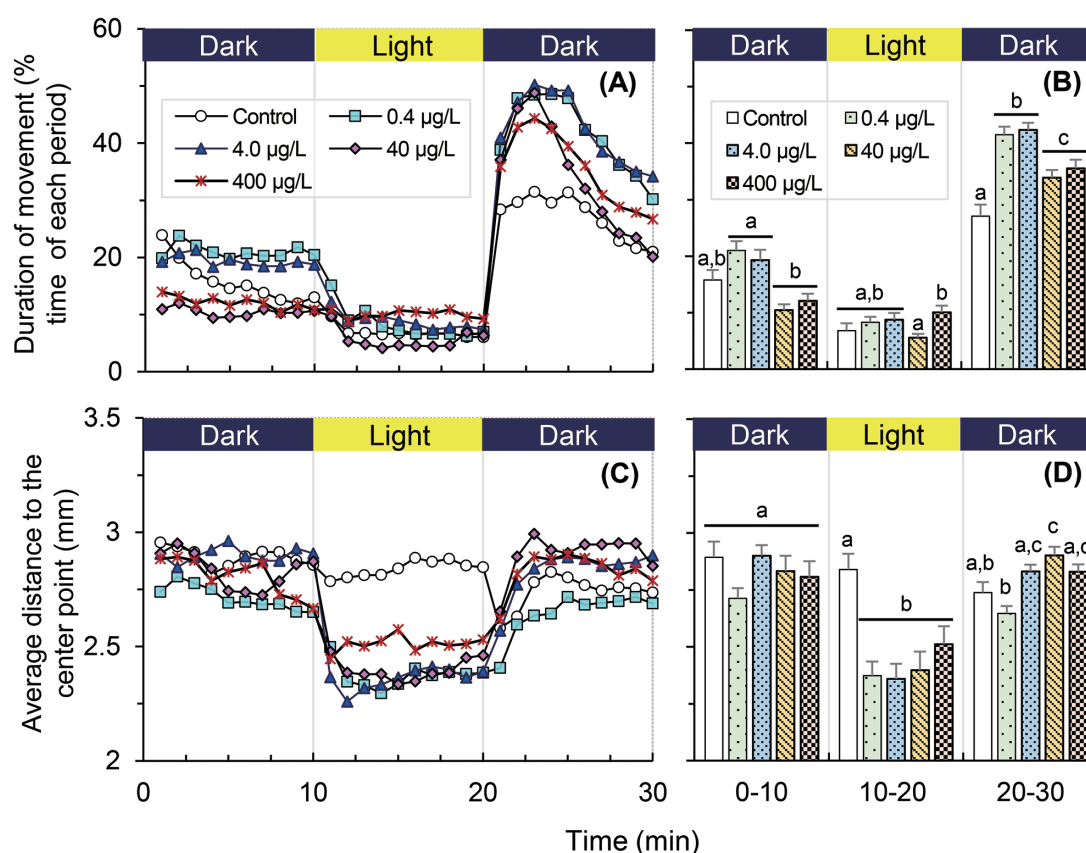 Duration of movement (%
time of each period)
60
40
20
0
Dark Light Dark
(A)
Control 0.4 µg/L
4.0 µg/L 40 µg/L
400 µg/L
Dark Light Dark
(B)
Control 0.4 µg/L
4.0 µg/L 40 µg/L
400 µg/L
a,b a b
a,b a b
a b c
Average distance to the
center point (mm)
3.5
3
2.5
2
Dark Light Dark
(C)
0 10 20 30
Dark Light Dark
(D)
a
a b
a,b b a,c c a,c
0-10 10-20 20-30
Time (min)